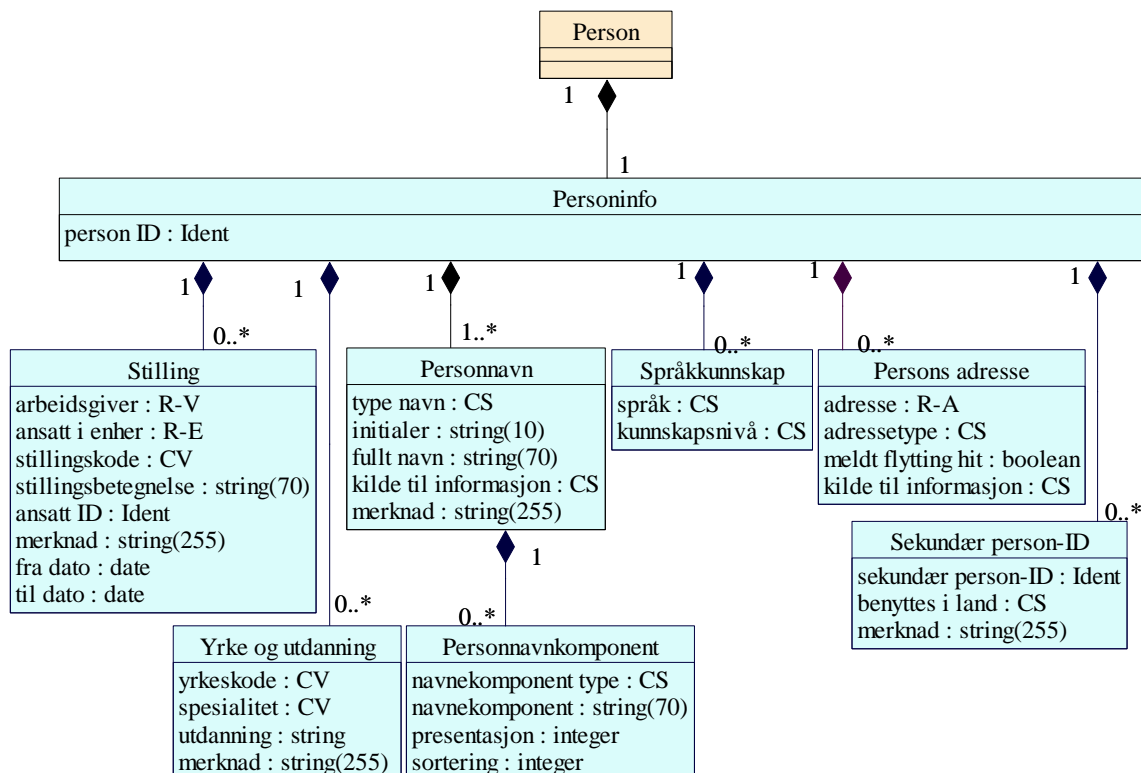 Person
1
1
Personinfo
person ID : Ident
1
1
1
1
1
1
0..*
1..*
0..*
0..*
Stilling
arbeidsgiver : R-V
ansatt i enher : R-E
stillingskode : CV
stillingsbetegnelse : string(70)
ansatt ID : Ident
merknad : string(255)
fra dato : date
til dato : date
Personnavn
type navn : CS
initialer : string(10)
fullt navn : string(70)
kilde til informasjon : CS
merknad : string(255)
Språkkunnskap
språk : CS
kunnskapsnivå : CS
Persons adresse
adresse : R-A
adressetype : CS
meldt flytting hit : boolean
kilde til informasjon : CS
0..*
Sekundær person-ID
sekundær person-ID : Ident
benyttes i land : CS
merknad : string(255)
1
0..*
0..*
Yrke og utdanning
yrkeskode : CV
spesialitet : CV
utdanning : string
merknad : string(255)
Personnavnkomponent
navnekomponent type : CS
navnekomponent : string(70)
presentasjon : integer
sortering : integer